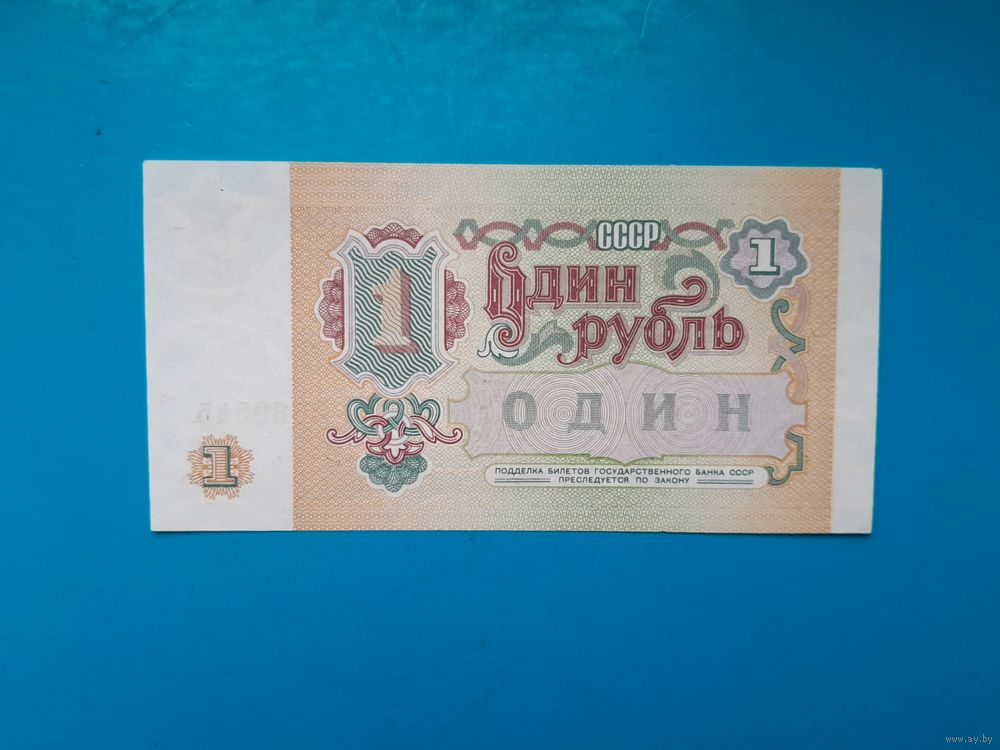 СССР
1
1
Один
рубль
ОДИН
1
ПОДДЕЛКА БИЛЕТОВ ГОСУДАРСТВЕННОГО БАНКА СССР
ПРЕСЛЕДУЕТСЯ ПО ЗАКОНУ
www.ay.by